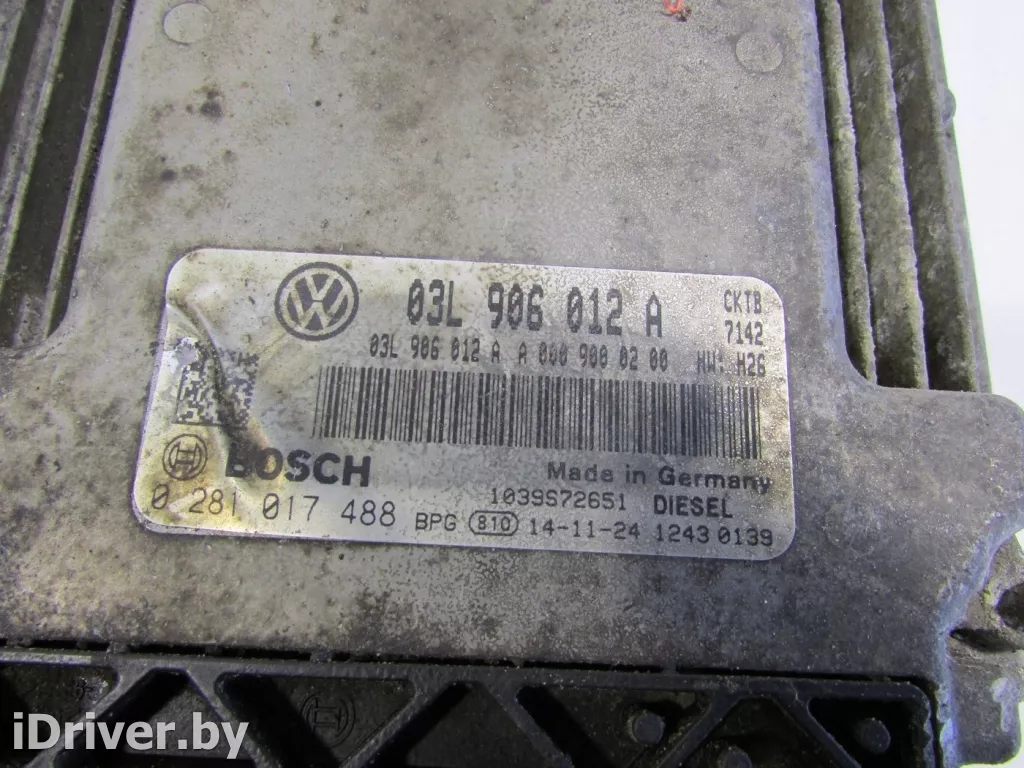 03L 906 012 A
CKTB
7142
03L 906 012 A A 000 900 02 00 HW: H26
BOSCH
Made in Germany
0 281 017 488
1039S72651 DIESEL
BPG 810 14-11-24 1243 0139
iDriver.by